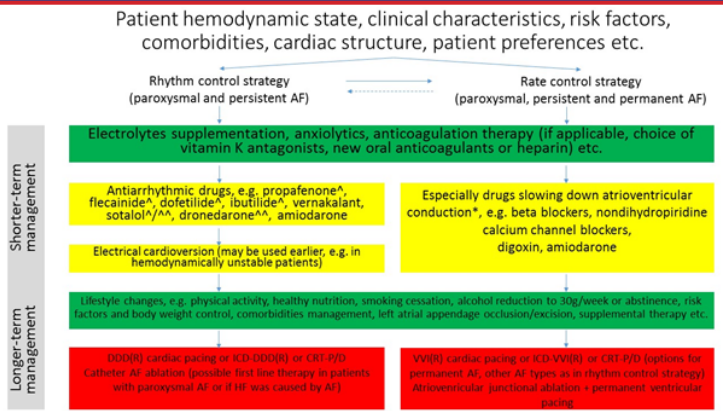 Patient hemodynamic state, clinical characteristics, risk factors,
comorbidities, cardiac structure, patient preferences etc.
Rhythm control strategy
(paroxysmal and persistent AF)
Rate control strategy
(paroxysmal, persistent and permanent AF)
Shorter-term
management
Electrolytes supplementation, anxiolytics, anticoagulation therapy (if applicable, choice of
vitamin K antagonists, new oral anticoagulants or heparin) etc.
Antiarrhythmic drugs, e.g. propafenone^,
flecainide^, dofetilide^, ibutilide^, vernakalant,
sotalol^/^^, dronedarone^^, amiodarone
Electrical cardioversion (may be used earlier, e.g. in
hemodynamically unstable patients)
Especially drugs slowing down atrioventricular
conduction*, e.g. beta blockers, nondihydropiridine
calcium channel blockers,
digoxin, amiodarone
Longer-term
management
Lifestyle changes, e.g. physical activity, healthy nutrition, smoking cessation, alcohol reduction to 30g/week or abstinence, risk
factors and body weight control, comorbidities management, left atrial appendage occlusion/excision, supplemental therapy etc.
DDD(R) cardiac pacing or ICD-DDD(R) or CRT-P/D
Catheter AF ablation (possible first line therapy in patients
with paroxysmal AF or if HF was caused by AF)
VVI(R) cardiac pacing or ICD-VVI(R) or CRT-P/D (options for
permanent AF, other AF types as in rhythm control strategy)
Atrioventricular junctional ablation + permanent ventricular
pacing